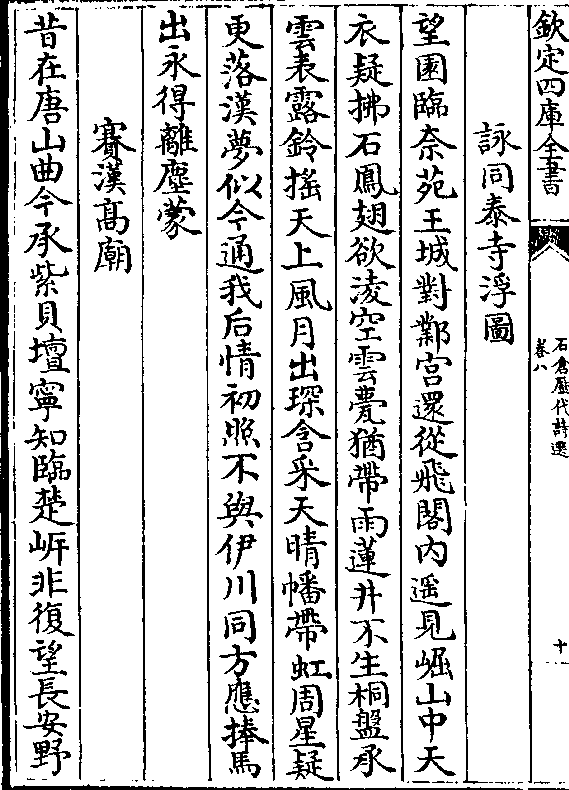 欽定四庫全書
石倉歷代詩選
卷八
十
詠同泰寺浮圖
望園臨奈苑王城對鄴宮還從飛閣內遥見崛山中天
衣疑拂石鳳翅欲淩空雲甍猶帶雨蓮井不生桐盤承
雲表露鈴搖天上風月出琛含采天晴幡帶虹周星疑
更落漢夢似今通我后情初照不與伊川同方應捧馬
出永得離塵蒙
賽漢高廟
昔在唐山曲今承紫貝壇寧知臨楚岍非復望長安野